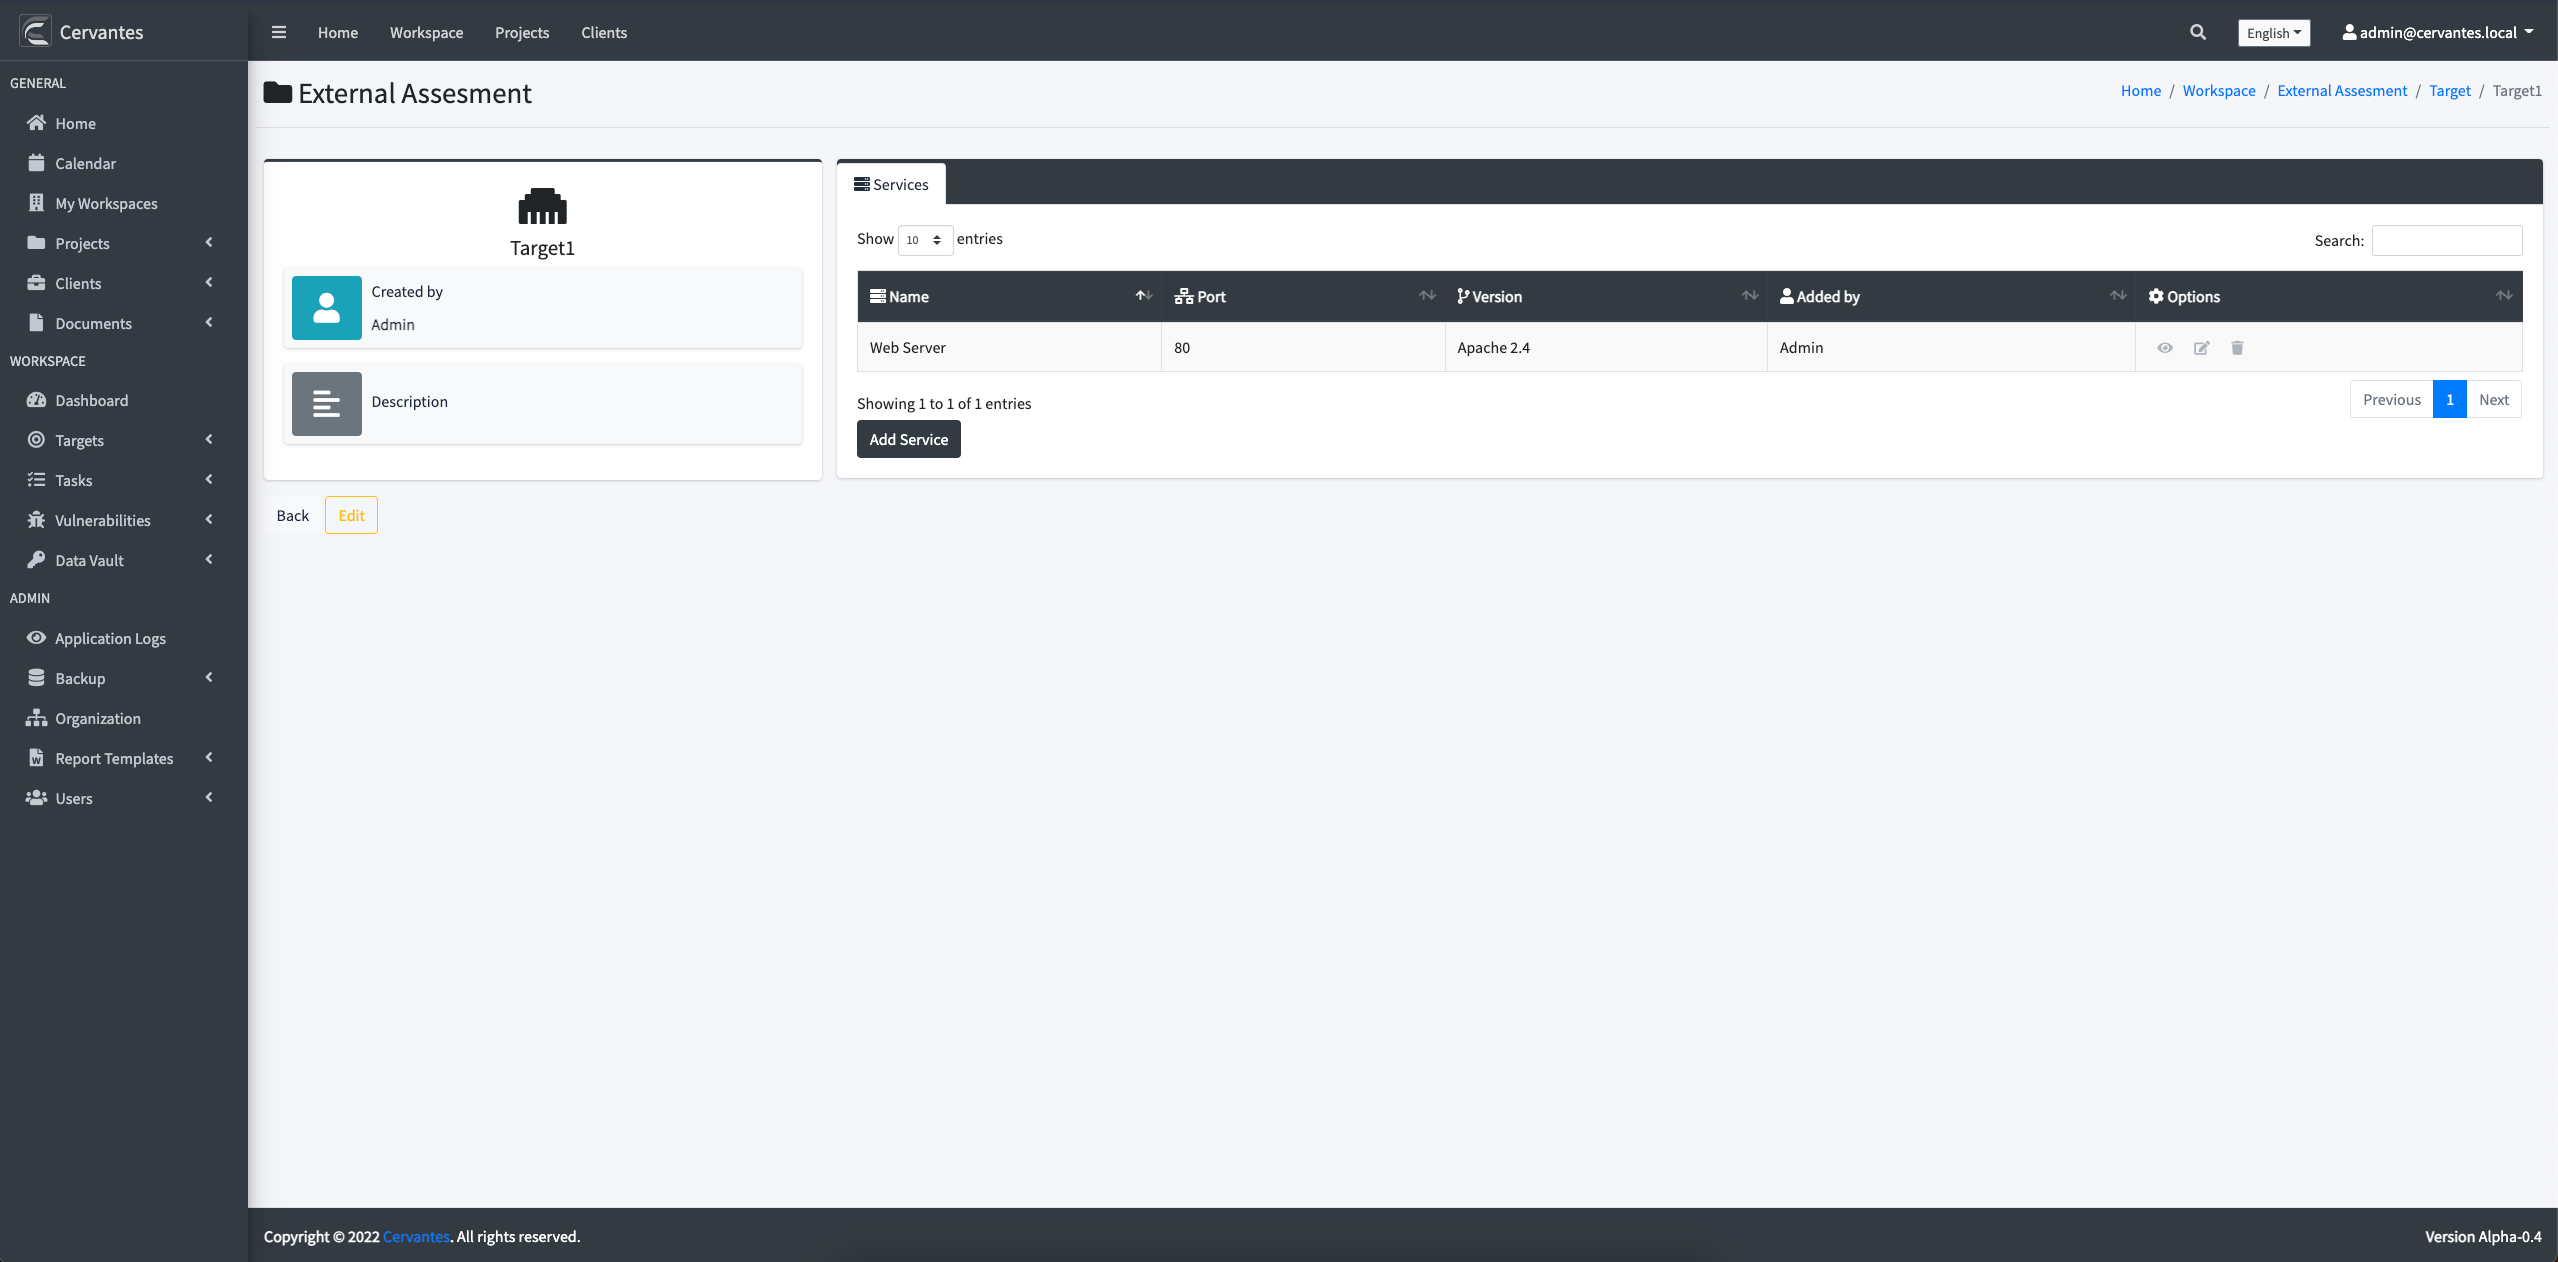 Cervantes
Home Workspace Projects Clients
English admin@cervantes.local
GENERAL
Home
Calendar
My Workspaces
Projects
Clients
Documents
WORKSPACE
Dashboard
Targets
Tasks
Vulnerabilities
Data Vault
ADMIN
Application Logs
Backup
Organization
Report Templates
Users
External Assesment
Home / Workspace / External Assesment / Target / Target1
Target1
Created by
Admin
Description
Back Edit
Services
Show 10 entries
Search:
Name Port Version Added by Options
Web Server 80 Apache 2.4 Admin
Showing 1 to 1 of 1 entries
Previous 1 Next
Add Service
Copyright © 2022 Cervantes. All rights reserved.
Version Alpha-0.4